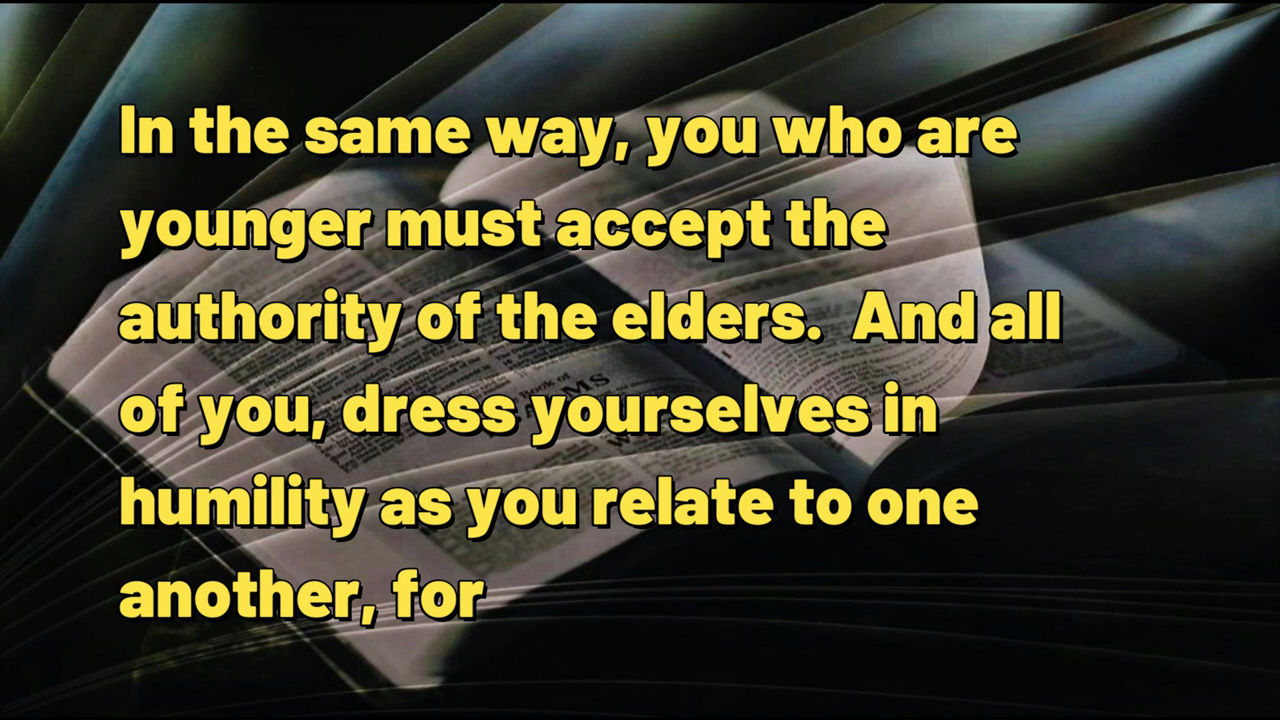 In the same way, you who are
younger must accept the
authority of the elders.  And all
of you, dress yourselves in
humility as you relate to one
another, for